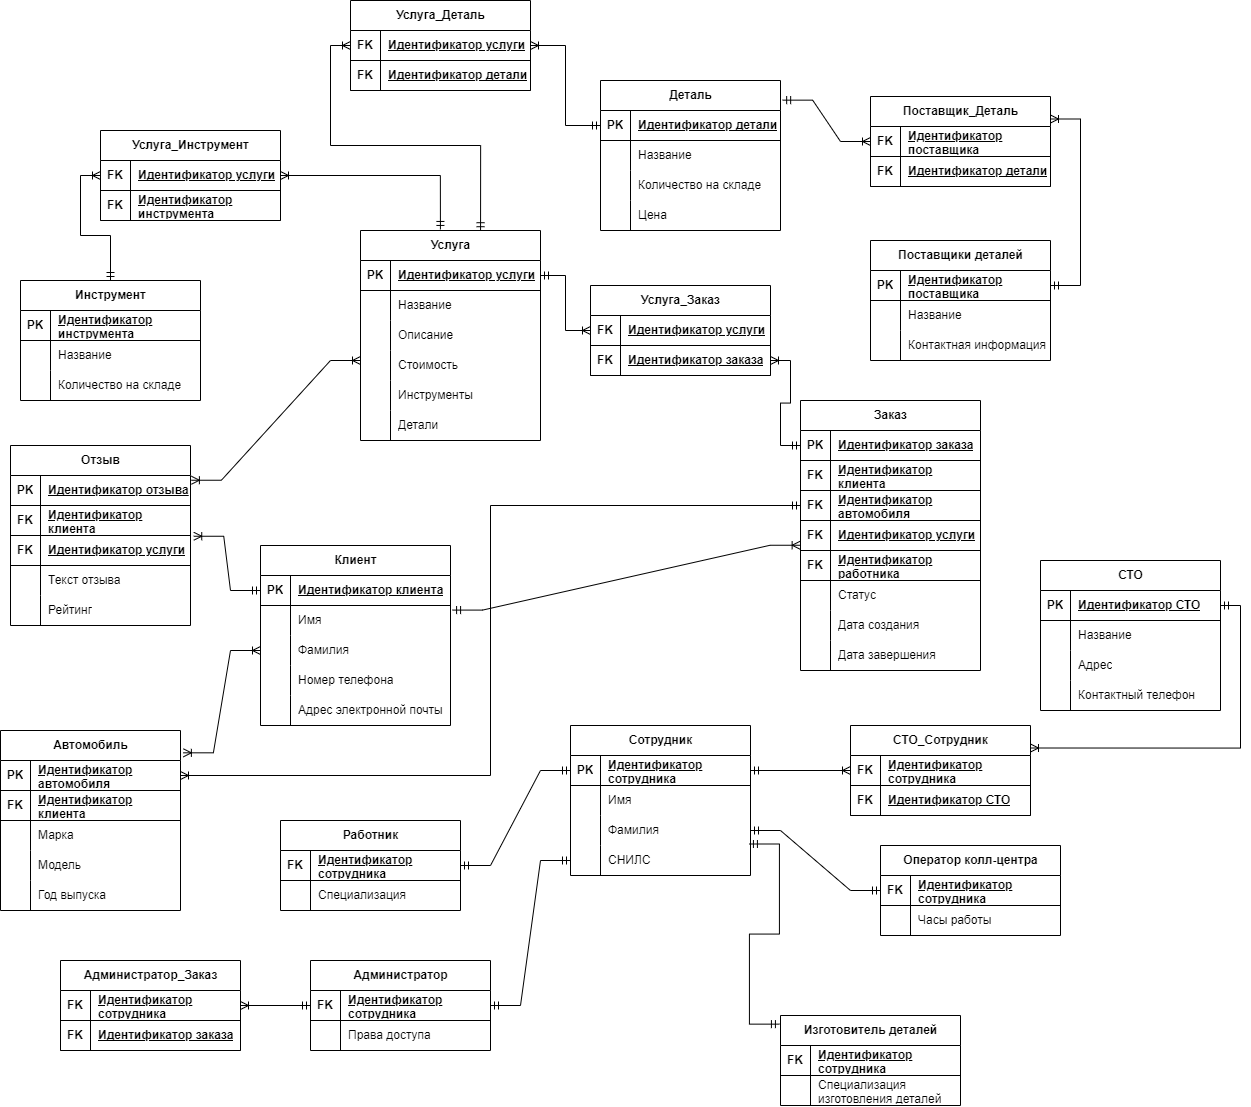 Услуга_Деталь
FK Идентификатор услуги
FK Идентификатор детали
Деталь
PK Идентификатор детали
Название
Количество на складе
Цена
Поставщик_Деталь
FK Идентификатор
поставщика
FK Идентификатор детали
Услуга_Инструмент
FK Идентификатор услуги
FK Идентификатор
инструмента
Услуга
PK Идентификатор услуги
Название
Описание
Стоимость
Инструменты
Детали
Поставщики деталей
PK Идентификатор
поставщика
Название
Контактная информация
Инструмент
PK Идентификатор
инструмента
Название
Количество на складе
Услуга_Заказ
FK Идентификатор услуги
FK Идентификатор заказа
Заказ
PK Идентификатор заказа
FK Идентификатор
клиента
FK Идентификатор
автомобиля
FK Идентификатор услуги
FK Идентификатор
работника
Статус
Дата создания
Дата завершения
Отзыв
PK Идентификатор отзыва
FK Идентификатор
клиента
FK Идентификатор услуги
Текст отзыва
Рейтинг
Клиент
PK Идентификатор клиента
Имя
Фамилия
Номер телефона
Адрес электронной почты
СТО
PK Идентификатор СТО
Название
Адрес
Контактный телефон
Автомобиль
PK Идентификатор
автомобиля
FK Идентификатор
клиента
Марка
Модель
Год выпуска
Сотрудник
PK Идентификатор
сотрудника
Имя
Фамилия
СНИЛС
СТО_Сотрудник
FK Идентификатор
сотрудника
FK Идентификатор СТО
Работник
FK Идентификатор
сотрудника
Специализация
Оператор колл-центра
FK Идентификатор
сотрудника
Часы работы
Администратор_Заказ
FK Идентификатор
сотрудника
FK Идентификатор заказа
Администратор
FK Идентификатор
сотрудника
Права доступа
Изготовитель деталей
FK Идентификатор
сотрудника
Специализация
изготовления деталей